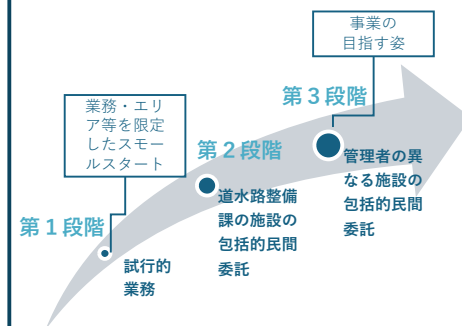 事業の
目指す姿
第３段階
業務・エリ
ア等を限定
したスモー
ルスタート
第２段階
管理者の異
なる施設の
包括的民間
委託
道水路整備
課の施設の
包括的民間
委託
第１段階
試行的
業務